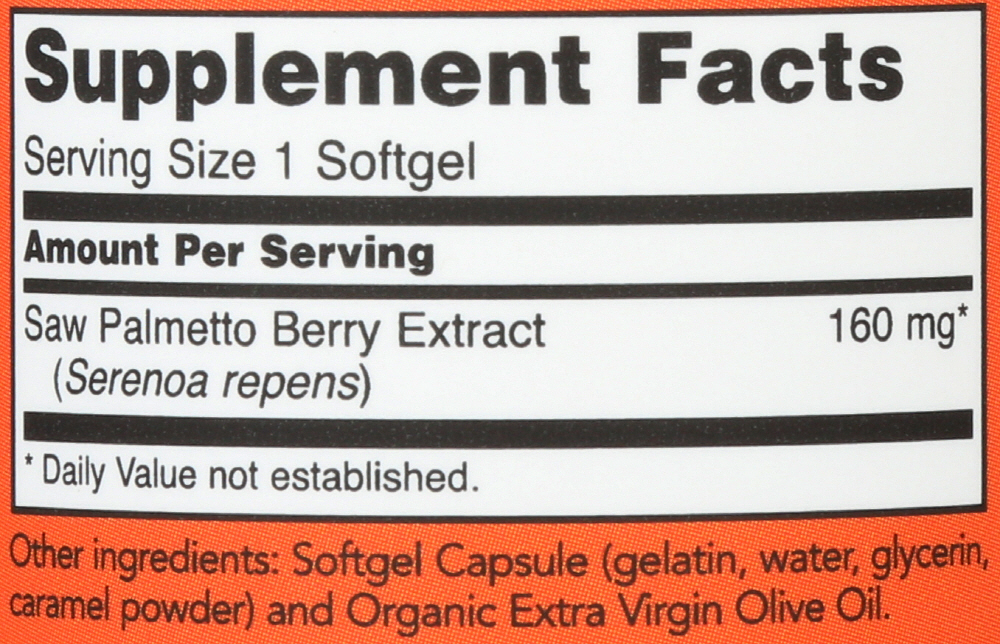 Supplement Facts
Serving Size 1 Softgel
Amount Per Serving
Saw Palmetto Berry Extract 160 mg*
(Serenoa repens)
* Daily Value not established.
Other ingredients: Softgel Capsule (gelatin, water, glycerin,
caramel powder) and Organic Extra Virgin Olive Oil.